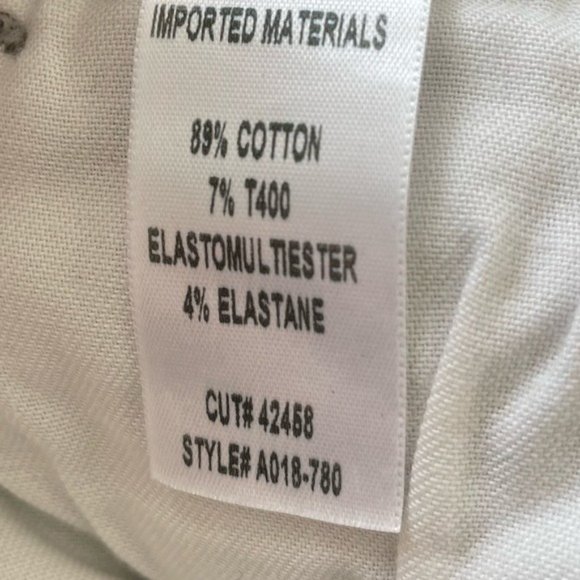 IMPORTED MATERIALS
89% COTTON
7% T400
ELASTOMULTIESTER
4% ELASTANE
CUT# 42458
STYLE# A018-780